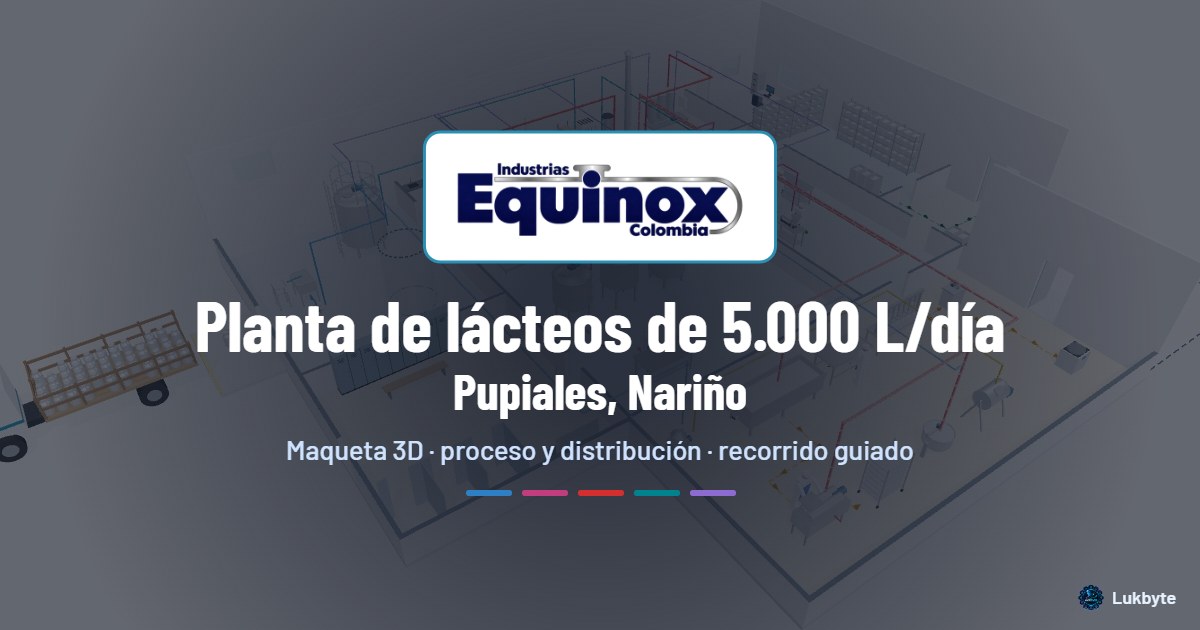 Industrias
Equinox
Colombia
Planta de lácteos de 5.000 L/día
Pupiales, Nariño
Maqueta 3D · proceso y distribución · recorrido guiado
Lukbyte